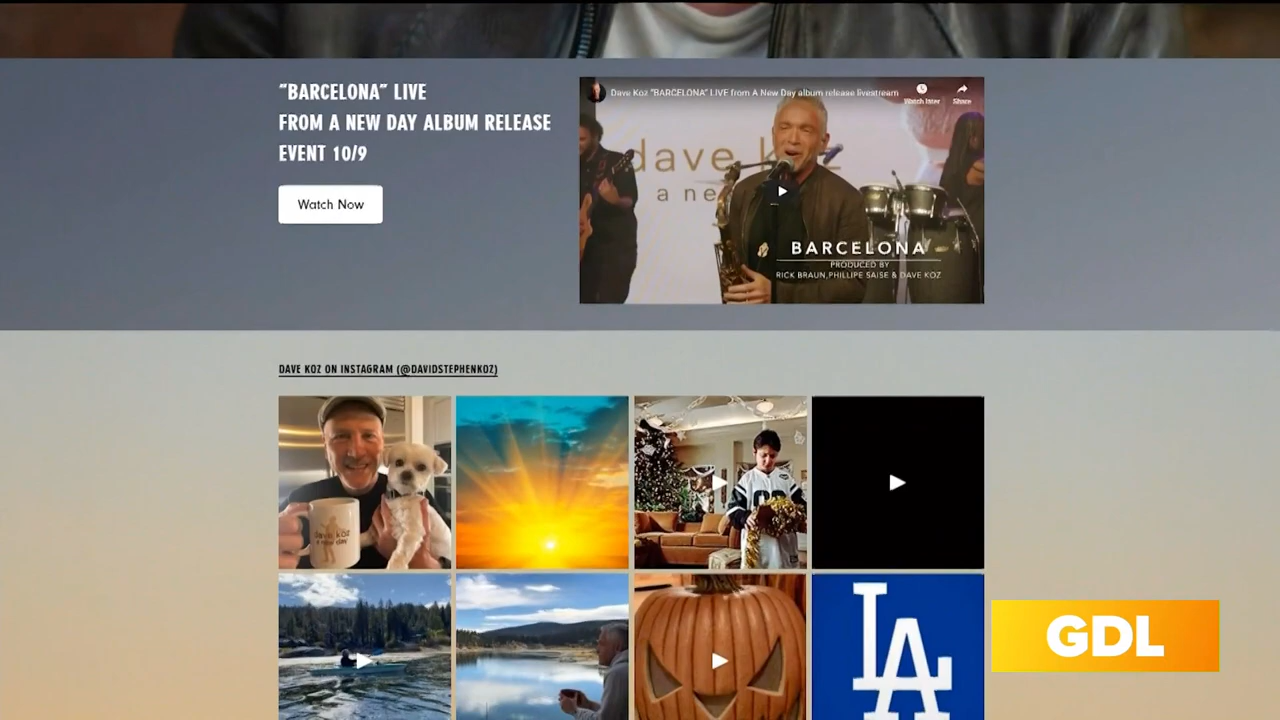 "BARCELONA" LIVE
FROM A NEW DAY ALBUM RELEASE
EVENT 10/9
Watch Now
Dave Koz "BARCELONA" LIVE from A New Day album release livestream
Watch later
Share
dave koz
a ne
BARCELONA
PRODUCED BY
RICK BRAUN,PHILLIPE SAISE & DAVE KOZ
DAVE KOZ ON INSTAGRAM (@DAVIDSTEPHENKOZ)
dave koz
a new day
LA
GDL